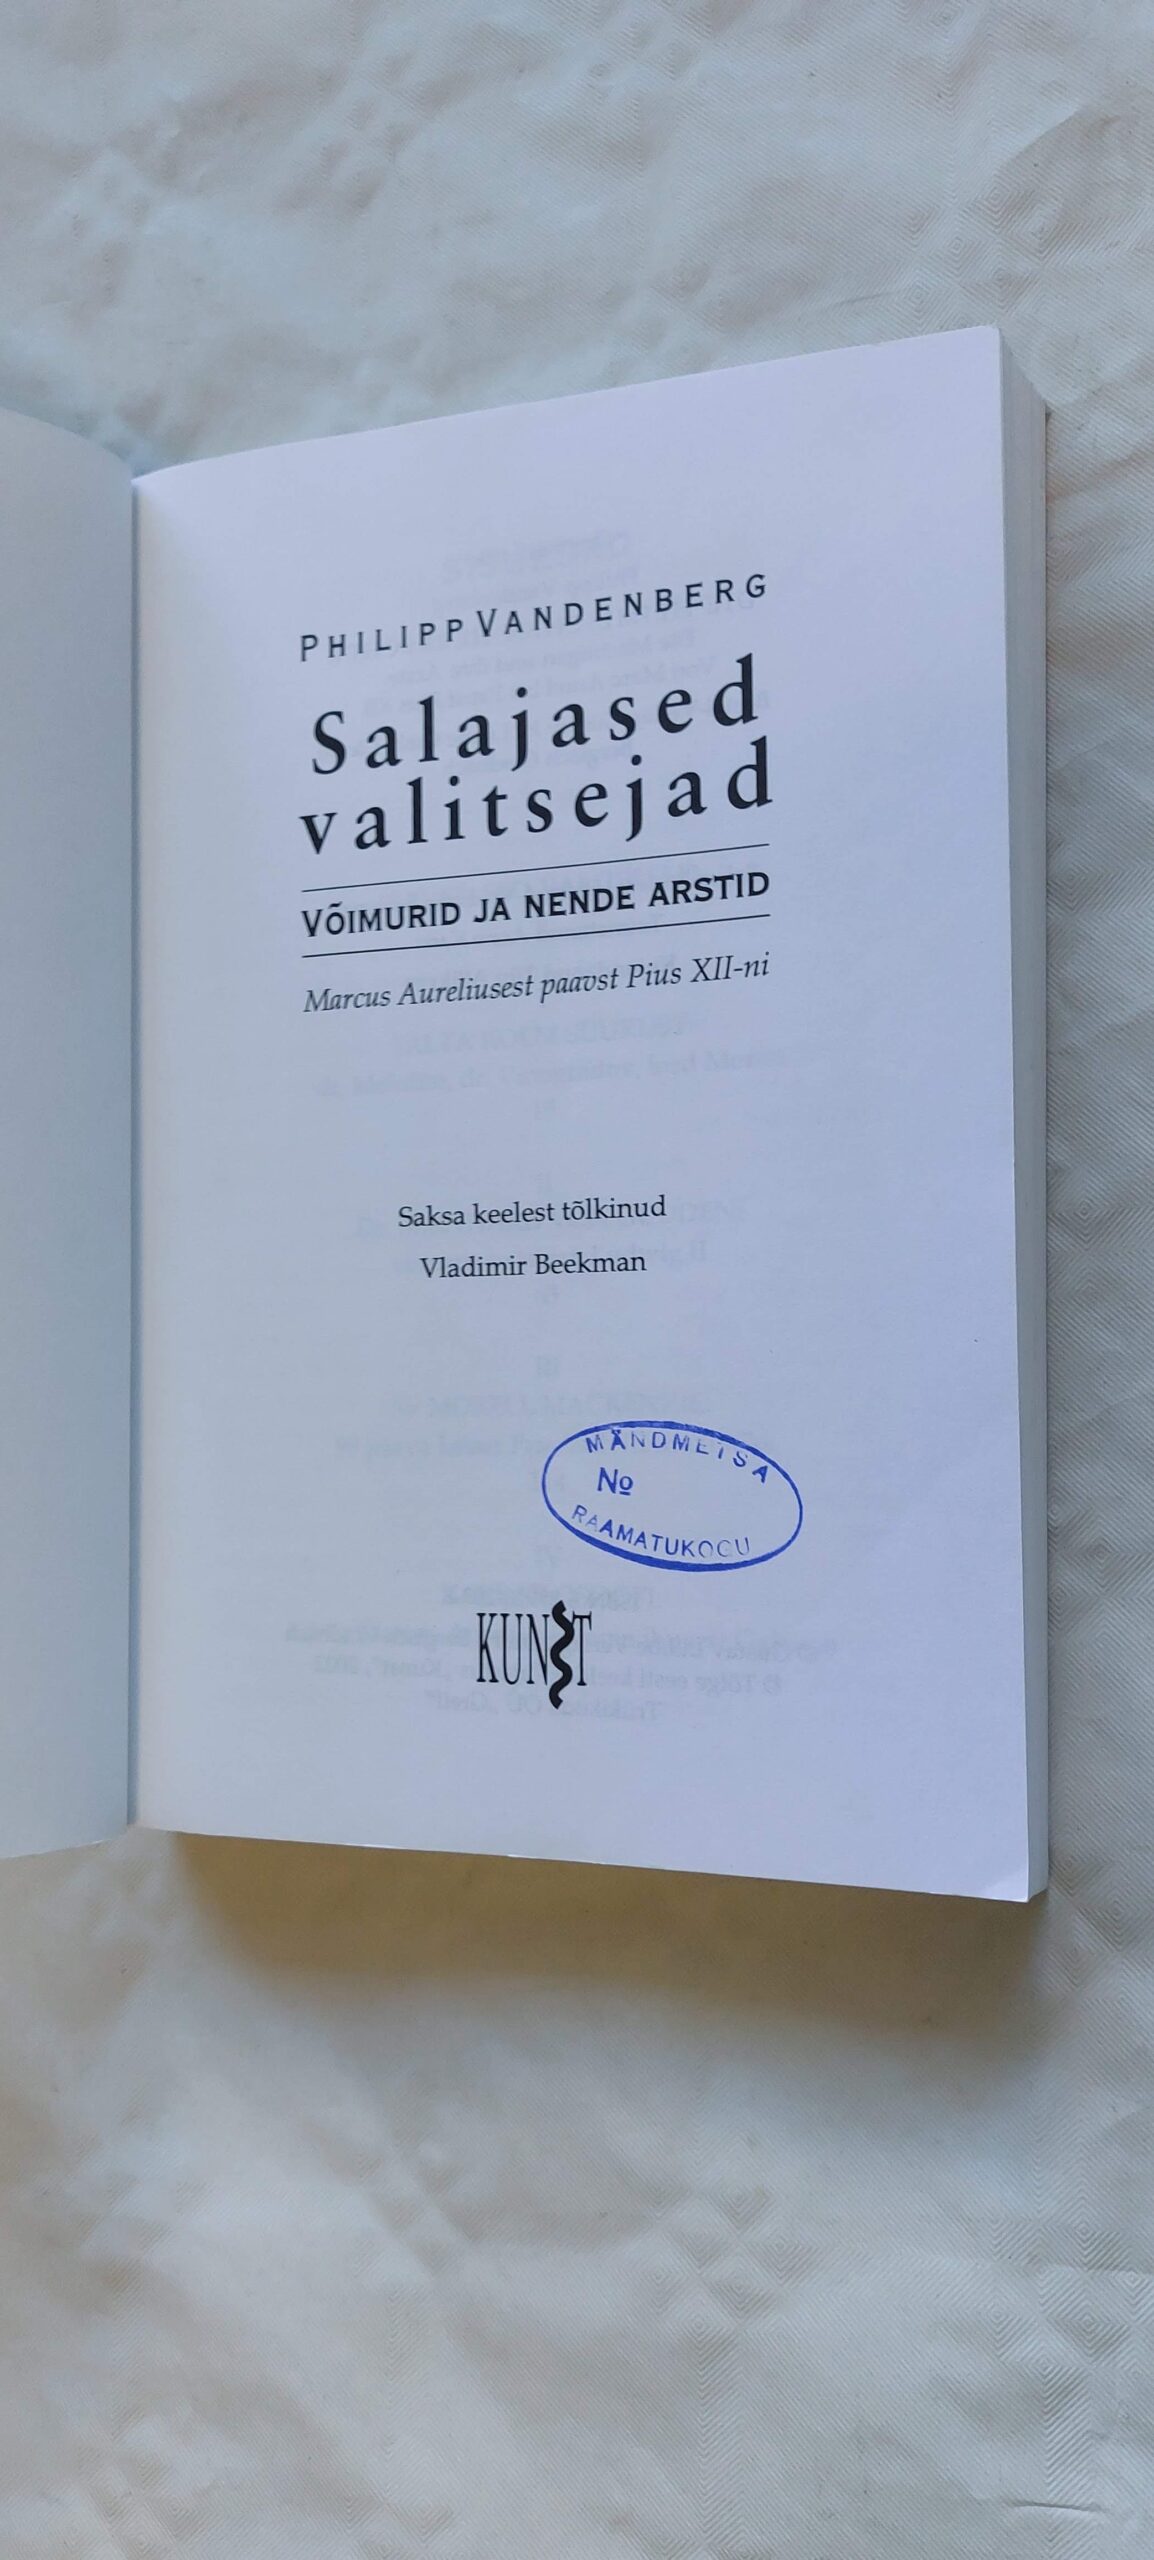 PHILIPP VANDENBERG
Salajased
valitsejad
VÕIMURID JA NENDE ARSTID
Marcus Aureliusest paavst Pius XII-ni
Saksa keelest tõlkinud
Vladimir Beekman
MÄNDMETSA
No
RAAMATUKOGU
KUNST